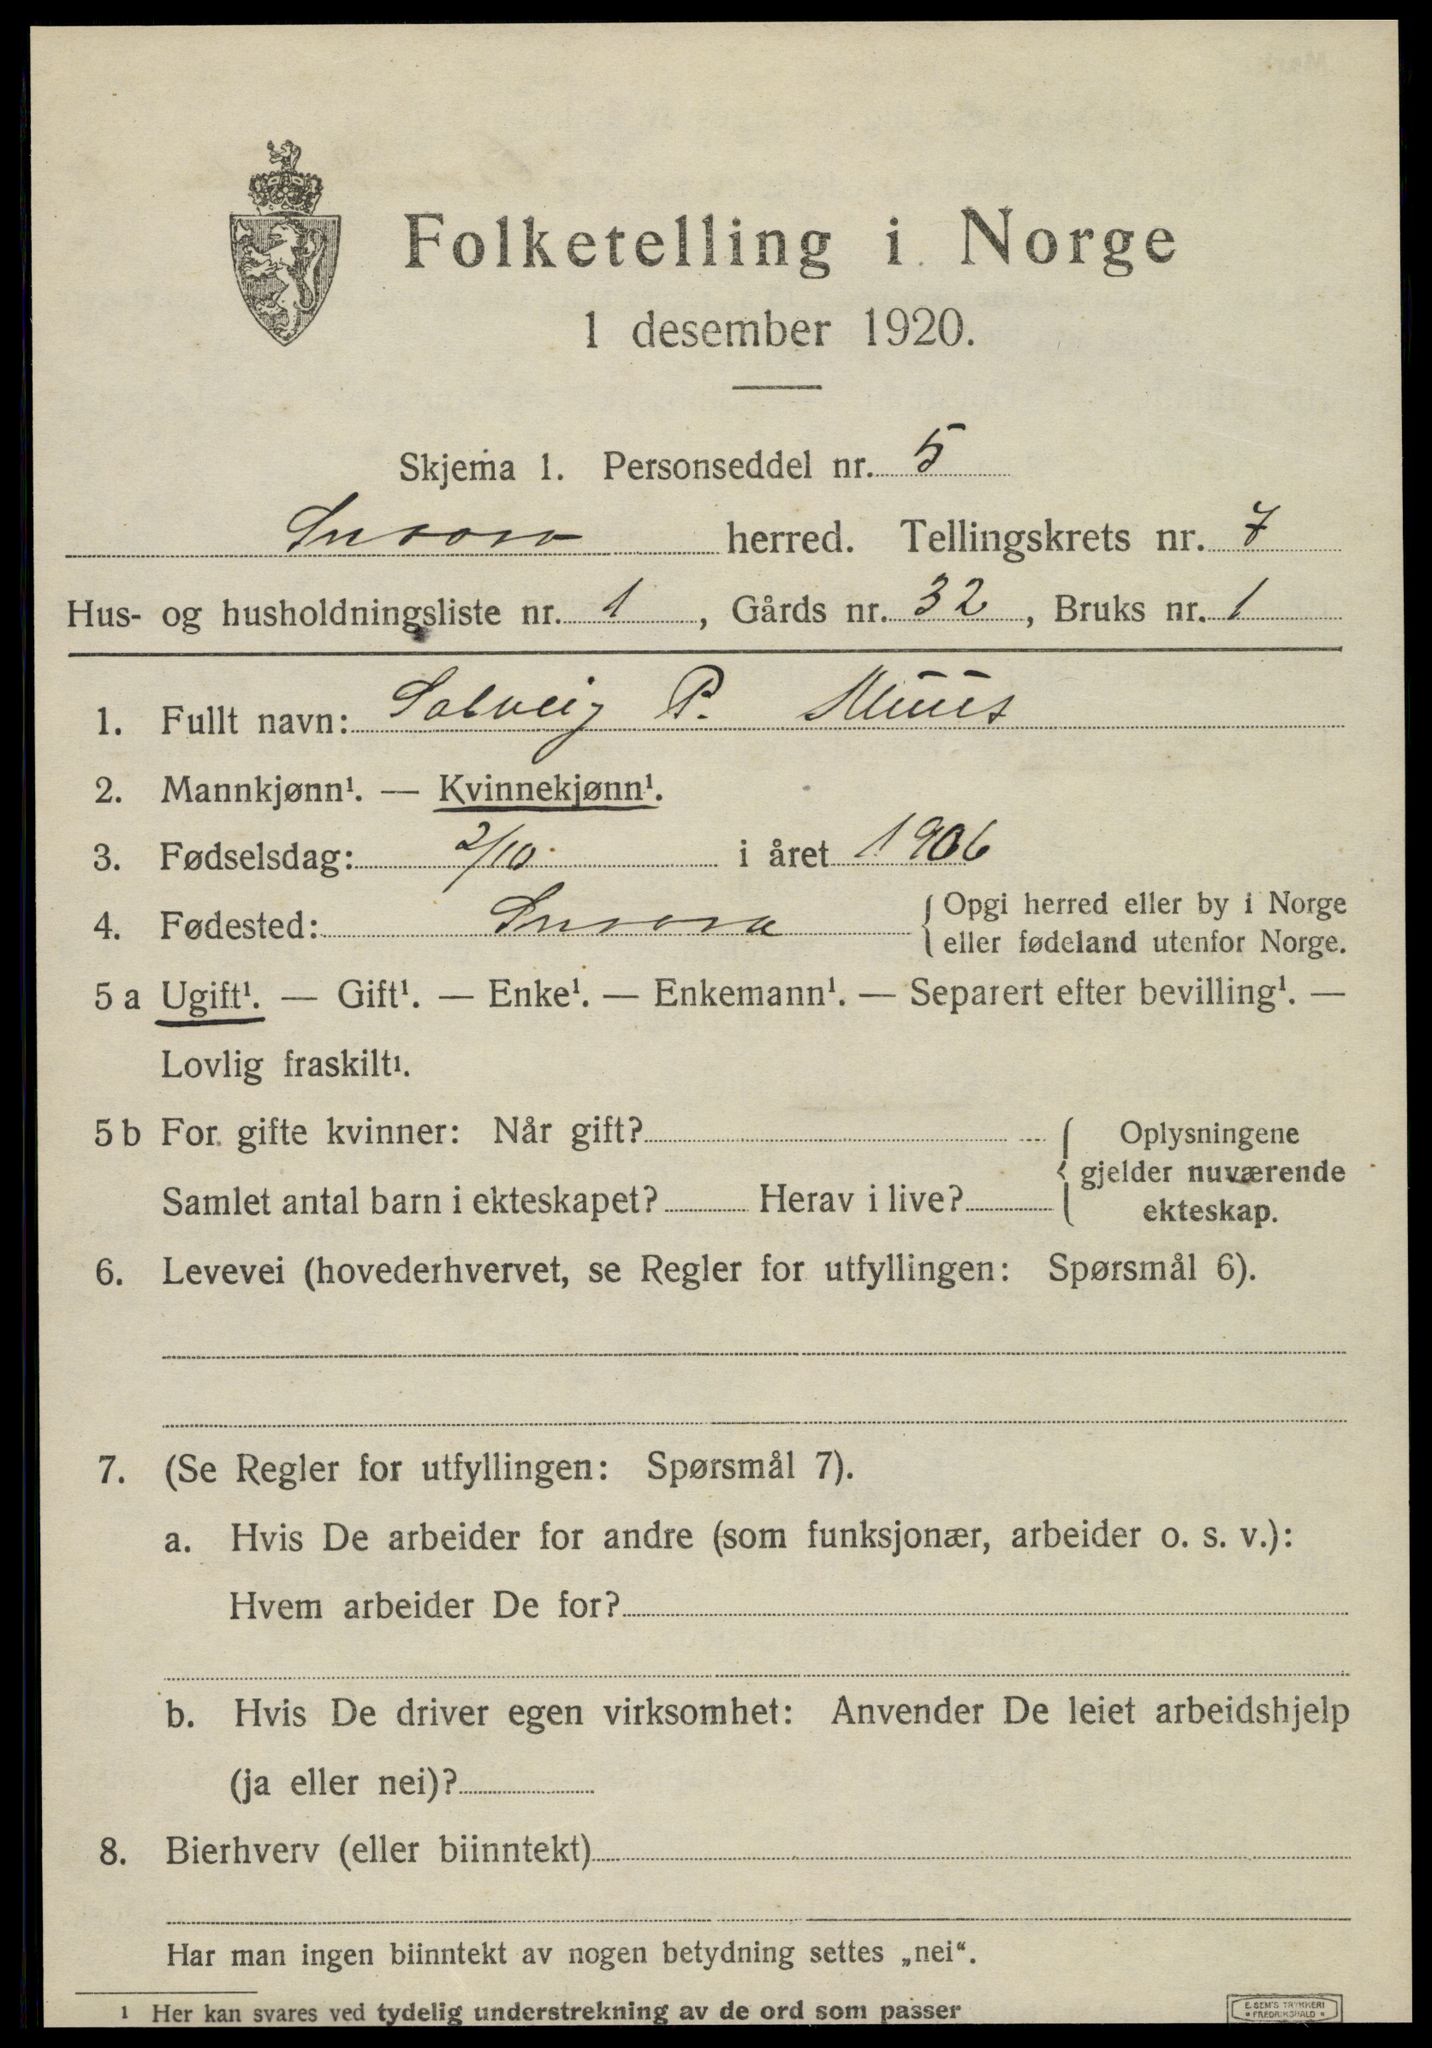 Folketelling i Norge
1 desember 1920.
Skjema 1. Personseddel nr. 5
Snaasa herred. Tellingskrets nr. 7
Hus- og husholdningsliste nr. 1, Gårds nr. 32, Bruks nr. 1
1. Fullt navn: Solveig P. Muus
2. Mannkjønn¹. — Kvinnekjønn¹.
3. Fødselsdag: 2/10 i året 1906
4. Fødested: Snaasa { Opgi herred eller by i Norge
eller fødeland utenfor Norge.
5 a Ugift¹. — Gift¹. — Enke¹. — Enkemann¹. — Separert efter bevilling¹. —
Lovlig fraskilt¹.
5 b For gifte kvinner: Når gift? { Oplysningene
gjelder nuværende
Samlet antal barn i ekteskapet? Herav i live? ekteskap.
6. Levevei (hovederhvervet, se Regler for utfyllingen: Spørsmål 6).
7. (Se Regler for utfyllingen: Spørsmål 7).
a. Hvis De arbeider for andre (som funksjonær, arbeider o. s. v.):
Hvem arbeider De for?
b. Hvis De driver egen virksomhet: Anvender De leiet arbeidshjelp
(ja eller nei)?
8. Bierhverv (eller biinntekt)
Har man ingen biinntekt av nogen betydning settes „nei“.
¹ Her kan svares ved tydelig understrekning av de ord som passer
E. SEM'S TRYKKERI
• FREDRIKSHALD •